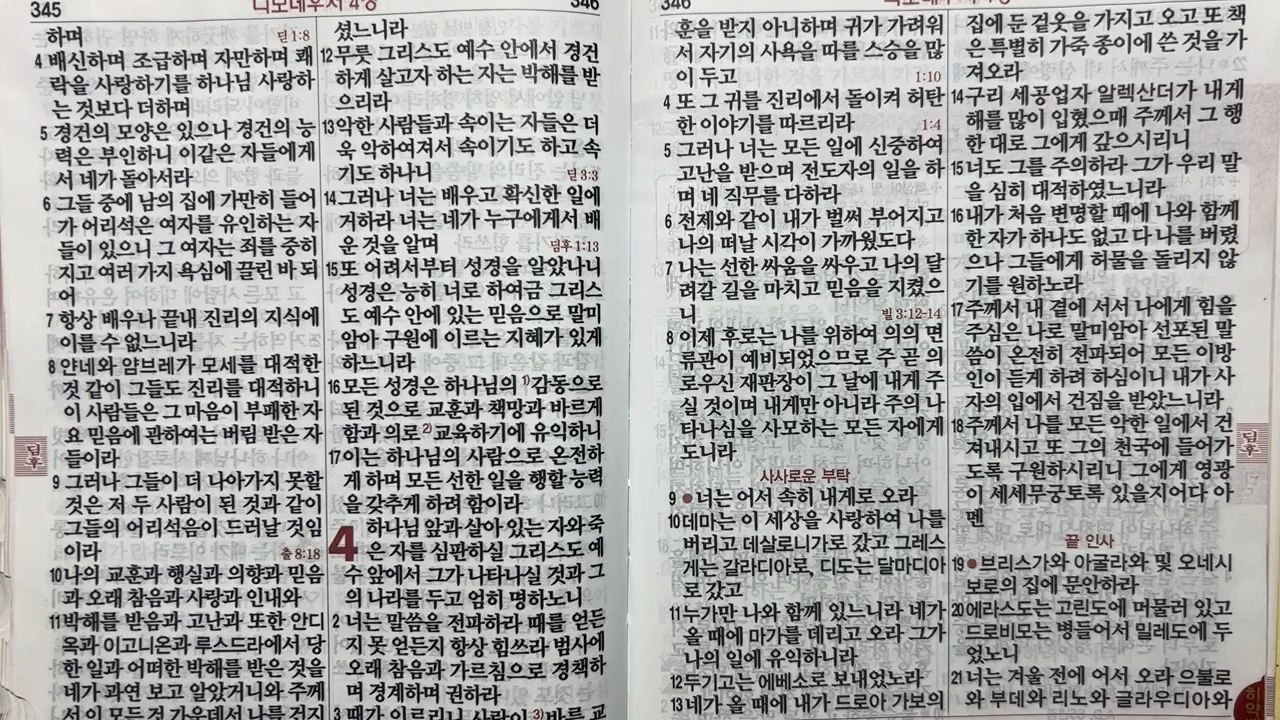 345
디모데후서 4장
346
하며
딛 1:8
4 배신하며 조급하며 자만하며 쾌
락을 사랑하기를 하나님 사랑하
는 것보다 더하며
5 경건의 모양은 있으나 경건의 능
력은 부인하니 이같은 자들에게
서 네가 돌아서라
6 그들 중에 남의 집에 가만히 들어
가 어리석은 여자를 유인하는 자
들이 있으니 그 여자는 죄를 중히
지고 여러 가지 욕심에 끌린 바 되
어
7 항상 배우나 끝내 진리의 지식에
이를 수 없느니라
8 얀네와 얌브레가 모세를 대적한
것 같이 그들도 진리를 대적하니
이 사람들은 그 마음이 부패한 자
요 믿음에 관하여는 버림 받은 자
들이라
9 그러나 그들이 더 나아가지 못할
것은 저 두 사람이 된 것과 같이
그들의 어리석음이 드러날 것임
이라
출 8:18
10 나의 교훈과 행실과 의향과 믿음
과 오래 참음과 사랑과 인내와
11 박해를 받음과 고난과 또한 안디
옥과 이고니온과 루스드라에서 당
한 일과 어떠한 박해를 받은 것을
네가 과연 보고 알았거니와 주께
서 이 모든 것 가운데서 나를 건지
셨느니라
12 무릇 그리스도 예수 안에서 경건
하게 살고자 하는 자는 박해를 받
으리라
13 악한 사람들과 속이는 자들은 더
욱 악하여져서 속이기도 하고 속
기도 하나니
딛 3:3
14 그러나 너는 배우고 확신한 일에
거하라 너는 네가 누구에게서 배
운 것을 알며
딤후 1:13
15 또 어려서부터 성경을 알았나니
성경은 능히 너로 하여금 그리스
도 예수 안에 있는 믿음으로 말미
암아 구원에 이르는 지혜가 있게
하느니라
16 모든 성경은 하나님의 1) 감동으로
된 것으로 교훈과 책망과 바르게
함과 의로 2) 교육하기에 유익하니
17 이는 하나님의 사람으로 온전하
게 하며 모든 선한 일을 행할 능력
을 갖추게 하려 함이라
4 하나님 앞과 살아 있는 자와 죽
은 자를 심판하실 그리스도 예
수 앞에서 그가 나타나실 것과 그
의 나라를 두고 엄히 명하노니
2 너는 말씀을 전파하라 때를 얻든
지 못 얻든지 항상 힘쓰라 범사에
오래 참음과 가르침으로 경책하
며 경계하며 권하라
3 때가 이르리니 사람이 3) 바른 교
346
훈을 받지 아니하며 귀가 가려워
서 자기의 사욕을 따를 스승을 많
이 두고
1:10
4 또 그 귀를 진리에서 돌이켜 허탄
한 이야기를 따르리라
1:4
5 그러나 너는 모든 일에 신중하여
고난을 받으며 전도자의 일을 하
며 네 직무를 다하라
6 전제와 같이 내가 벌써 부어지고
나의 떠날 시각이 가까웠도다
7 나는 선한 싸움을 싸우고 나의 달
려갈 길을 마치고 믿음을 지켰으
니
빌 3:12-14
8 이제 후로는 나를 위하여 의의 면
류관이 예비되었으므로 주 곧 의
로우신 재판장이 그 날에 내게 주
실 것이며 내게만 아니라 주의 나
타나심을 사모하는 모든 자에게
도니라
사사로운 부탁
9 ●너는 어서 속히 내게로 오라
10 데마는 이 세상을 사랑하여 나를
버리고 데살로니가로 갔고 그레스
게는 갈라디아로, 디도는 달마디아
로 갔고
11 누가만 나와 함께 있느니라 네가
올 때에 마가를 데리고 오라 그가
나의 일에 유익하니라
12 두기고는 에베소로 보내었노라
13 네가 올 때에 내가 드로아 가보의
집에 둔 겉옷을 가지고 오고 또 책
은 특별히 가죽 종이에 쓴 것을 가
져오라
14 구리 세공업자 알렉산더가 내게
해를 많이 입혔으매 주께서 그 행
한 대로 그에게 갚으시리니
15 너도 그를 주의하라 그가 우리 말
을 심히 대적하였느니라
16 내가 처음 변명할 때에 나와 함께
한 자가 하나도 없고 다 나를 버렸
으나 그들에게 허물을 돌리지 않
기를 원하노라
17 주께서 내 곁에 서서 나에게 힘을
주심은 나로 말미암아 선포된 말
씀이 온전히 전파되어 모든 이방
인이 듣게 하려 하심이니 내가 사
자의 입에서 건짐을 받았느니라
18 주께서 나를 모든 악한 일에서 건
져내시고 또 그의 천국에 들어가
도록 구원하시리니 그에게 영광
이 세세무궁토록 있을지어다 아
멘
끝 인사
19 ●브리스가와 아굴라와 및 오네시
보로의 집에 문안하라
20 에라스도는 고린도에 머물러 있고
드로비모는 병들어서 밀레도에 두
었노니
21 너는 겨울 전에 어서 오라 으불로
와 부데와 리노와 글라우디아와
딤후
딤후